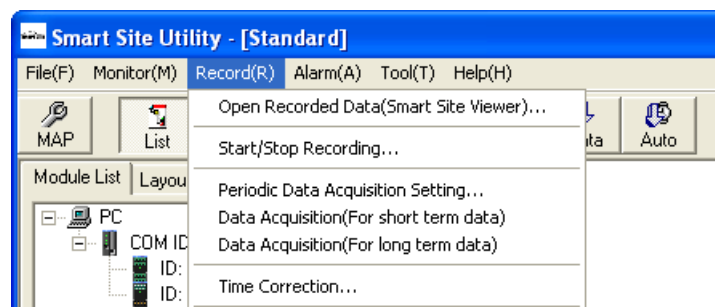 Smart Site Utility - [Standard]
File(F) Monitor(M) Record(R) Alarm(A) Tool(T) Help(H)
MAP List Auto
Open Recorded Data(Smart Site Viewer)...
Start/Stop Recording...
Periodic Data Acquisition Setting...
Data Acquisition(For short term data)
Data Acquisition(For long term data)
Time Correction...
Module List Layou
PC
COM ID
ID:
ID: